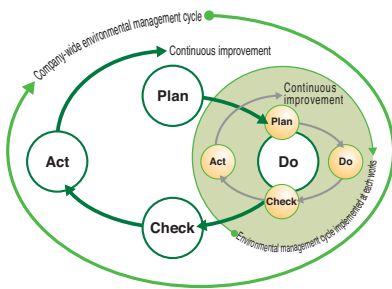 Company-wide environmental management cycle
Continuous improvement
Plan
Act
Check
Do
Continuous
improvement
Plan
Act
Do
Check
Environmental management cycle implemented at each works